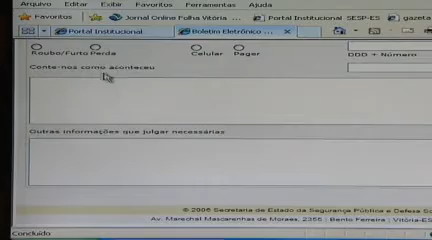 Arquivo Editar Exibir Favoritos Ferramentas Ajuda
Favoritos Jornal Online Folha Vitória ... Portal Institucional SESP-ES gazeta
Portal Institucional Boletim Eletrônico ...
Roubo/Furto Perda Celular Pager DDD + Número
Conte-nos como aconteceu
Outras informações que julgar necessárias
© 2006 Secretaria de Estado da Segurança Pública e Defesa So
Av. Marechal Mascarenhas de Moraes, 2355 | Bento Ferreira | Vitória-ES
Concluído